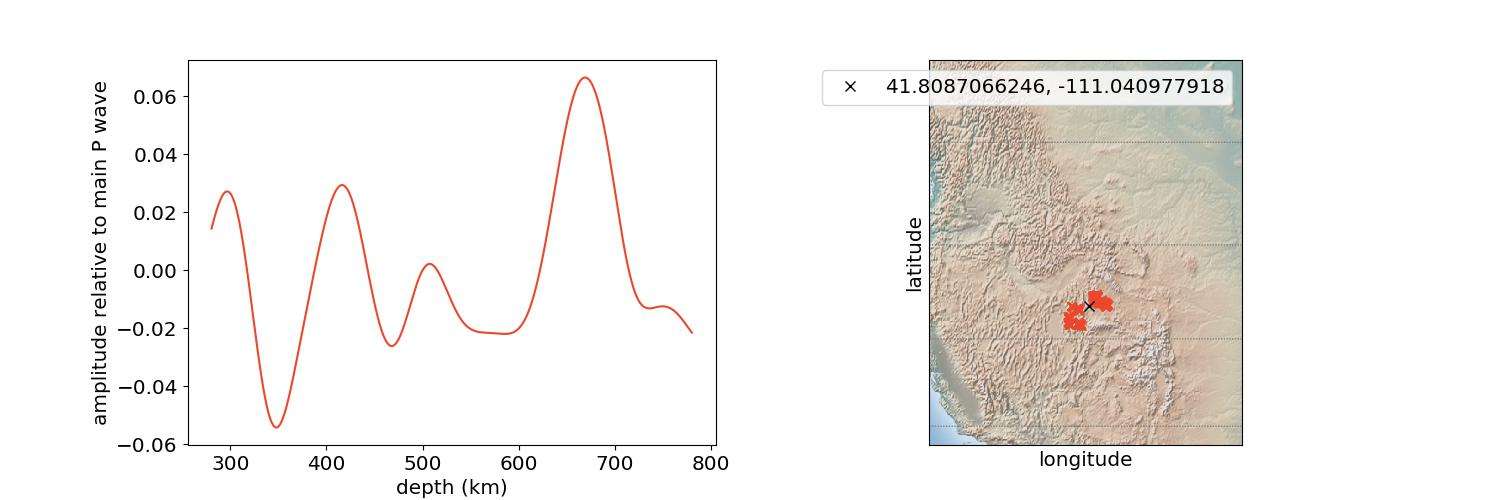 amplitude relative to main P wave
0.06
0.04
0.02
0.00
−0.02
−0.04
−0.06
300 400 500 600 700 800
depth (km)
41.8087066246, -111.040977918
latitude
longitude